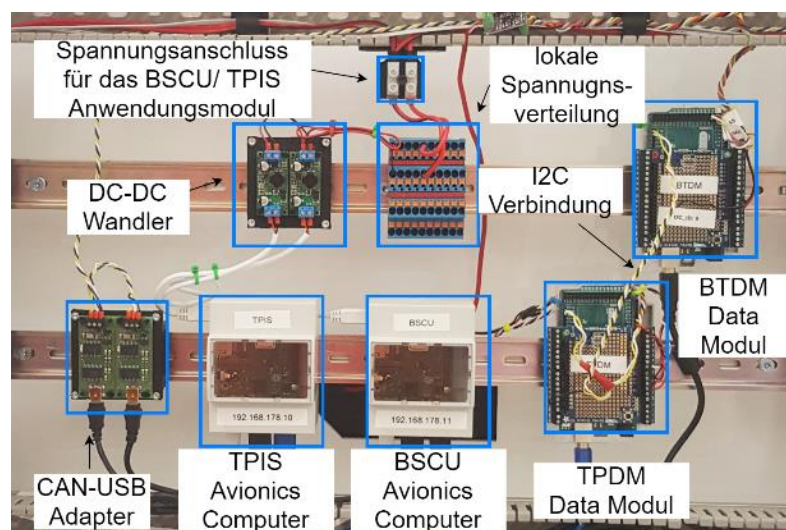 Spannungsanschluss
für das BSCU/ TPIS
Anwendungsmodul
lokale
Spannugns-
verteilung
DC-DC
Wandler
I2C
Verbindung
BTDM
BTDM
Data
Modul
TPIS
BSCU
DM
192.168.178.10
192.168.178.11
CAN-USB
Adapter
TPIS
Avionics
Computer
BSCU
Avionics
Computer
TPDM
Data Modul